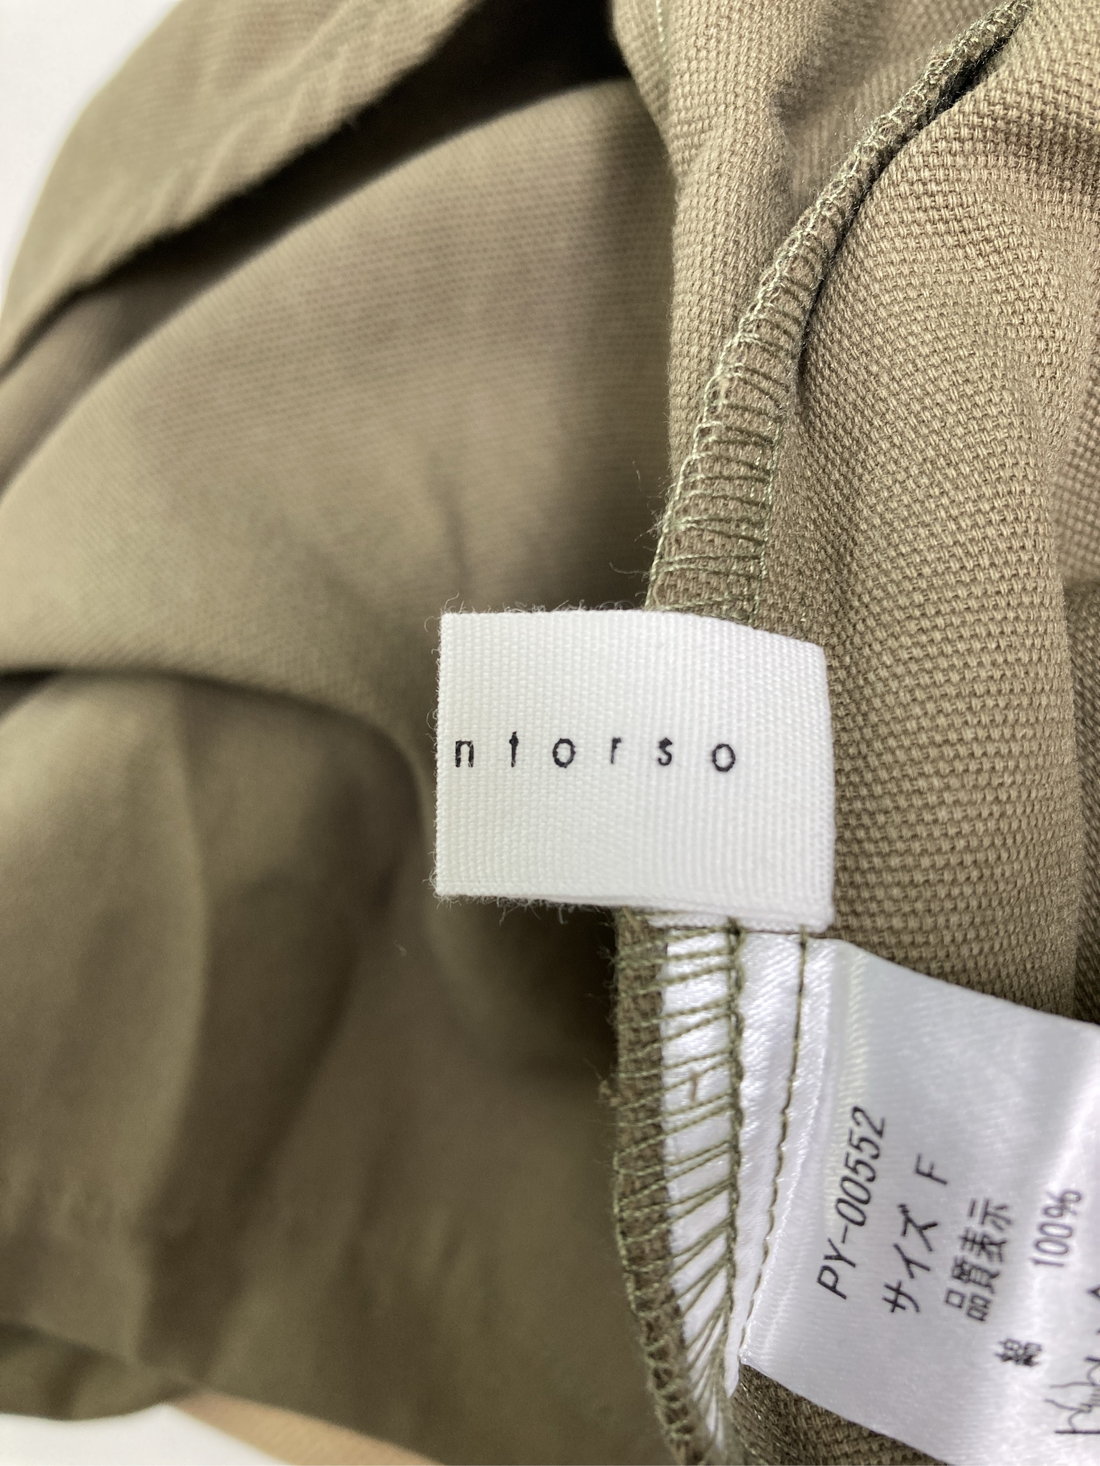 ntorso
PY-00552
サイズ F
品質表示
綿 100%